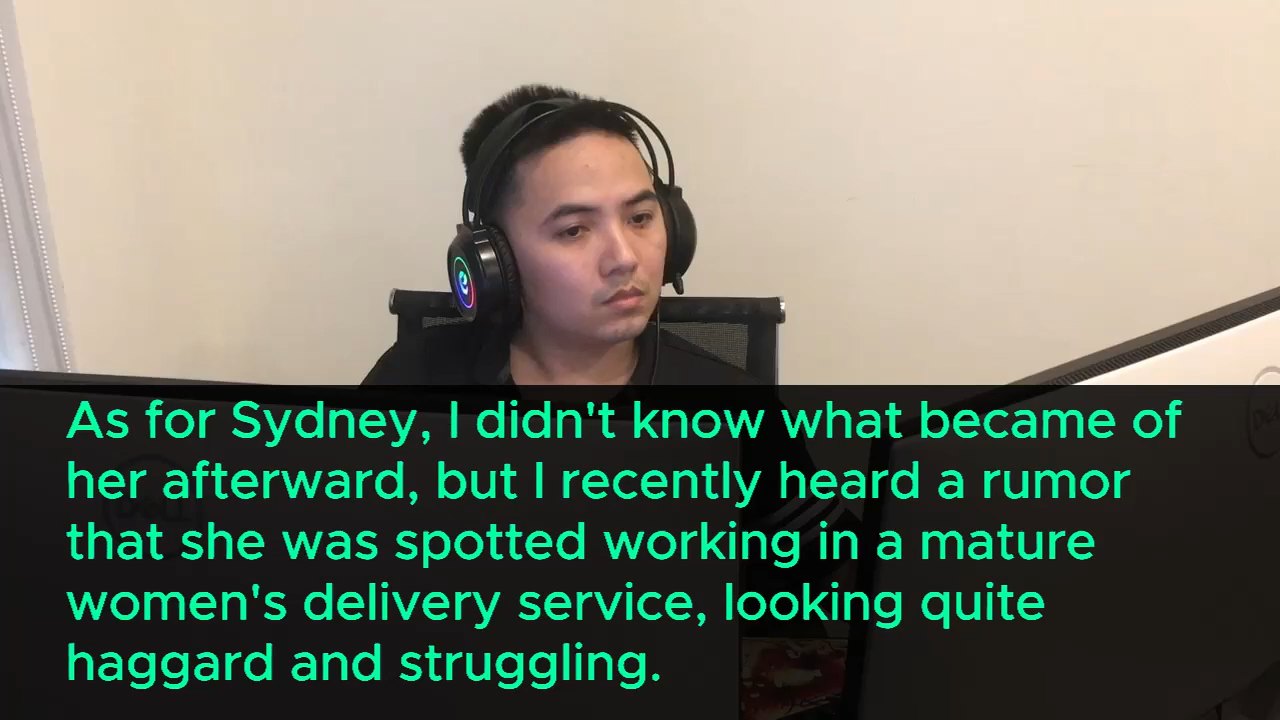 As for Sydney, I didn't know what became of
her afterward, but I recently heard a rumor
that she was spotted working in a mature
women's delivery service, looking quite
haggard and struggling.